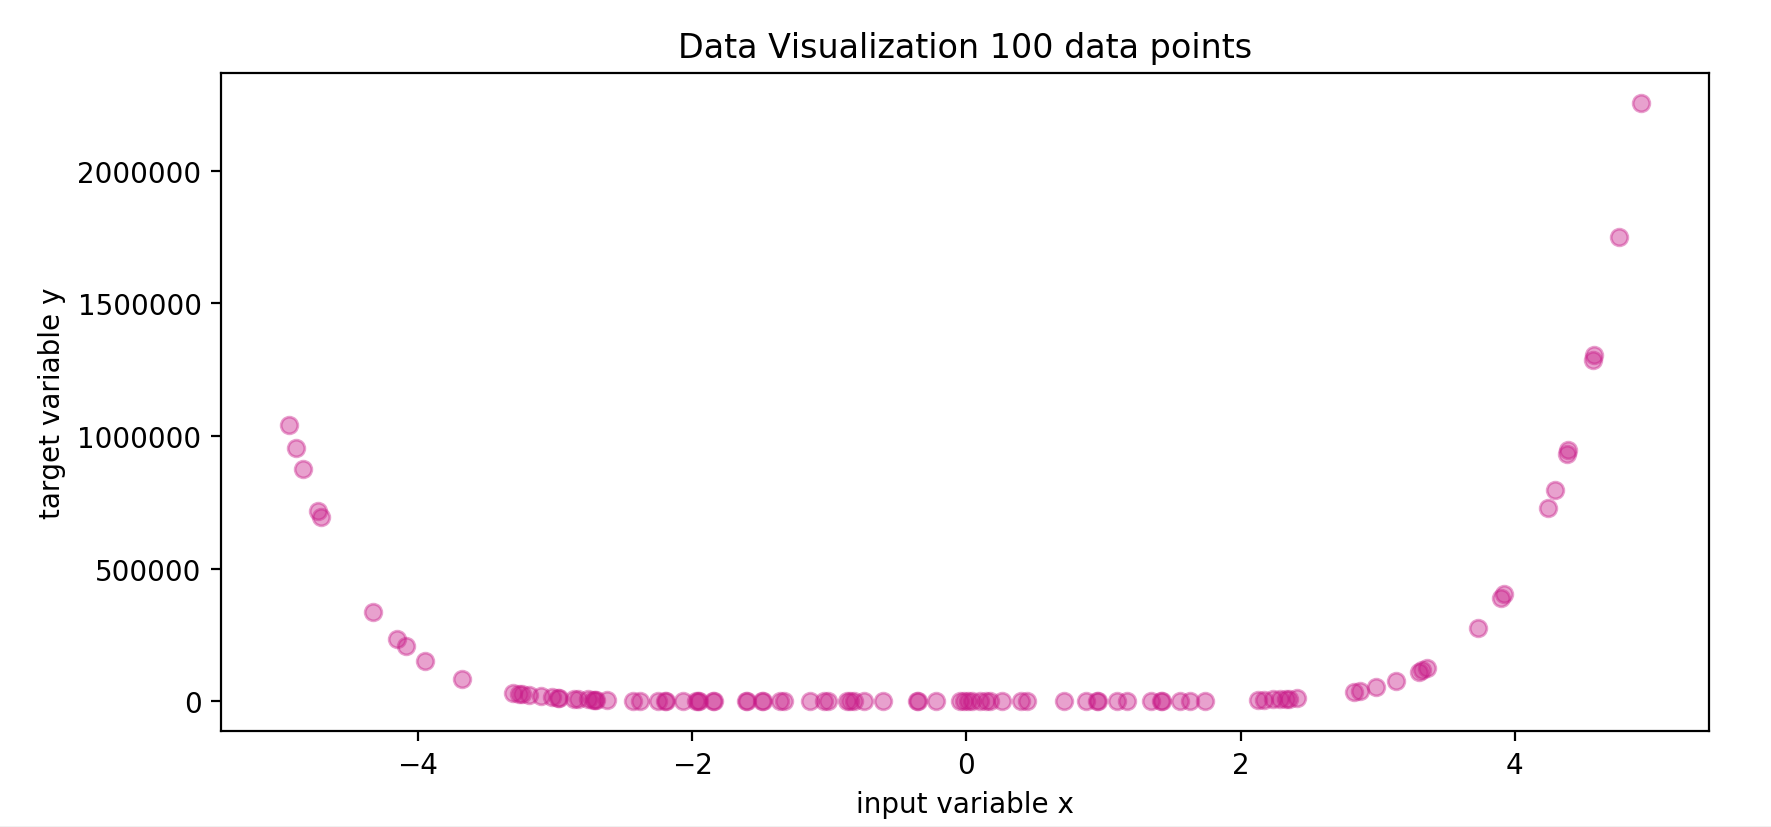 Data Visualization 100 data points
target variable y
2000000
1500000
1000000
500000
0
−4 −2 0 2 4
input variable x